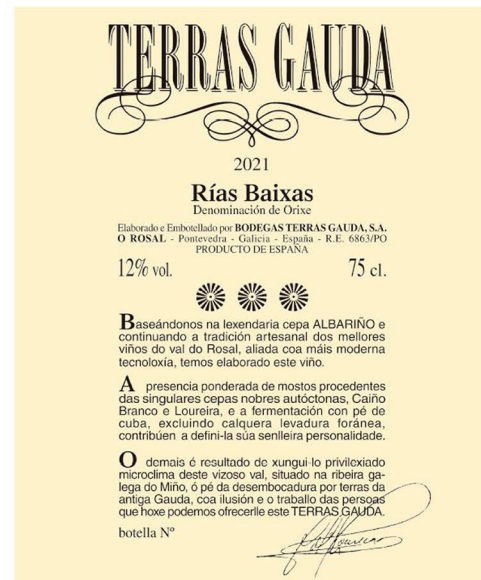 TERRAS GAUDA
2021
Rías Baixas
Denominación de Orixe
Elaborado e Embotellado por BODEGAS TERRAS GAUDA, S.A.
O ROSAL - Pontevedra - Galicia - España - R.E. 6863/PO
PRODUCTO DE ESPAÑA
12% vol. 75 cl.
Baseándonos na lexendaria cepa ALBARIÑO e
continuando a tradición artesanal dos mellores
viños do val do Rosal, aliada coa máis moderna
tecnoloxía, temos elaborado este viño.
A presencia ponderada de mostos procedentes
das singulares cepas nobres autóctonas, Caiño
Branco e Loureira, e a fermentación con pé de
cuba, excluindo calquera levadura foránea,
contribúen a defini-la súa senlleira personalidade.
O demais é resultado de xungui-lo privilexiado
microclima deste vizoso val, situado na ribeira ga-
lega do Miño, ó pé da desembocadura por terras da
antiga Gauda, coa ilusión e o traballo das persoas
que hoxe podemos ofrecerlle este TERRAS GAUDA.
botella Nº